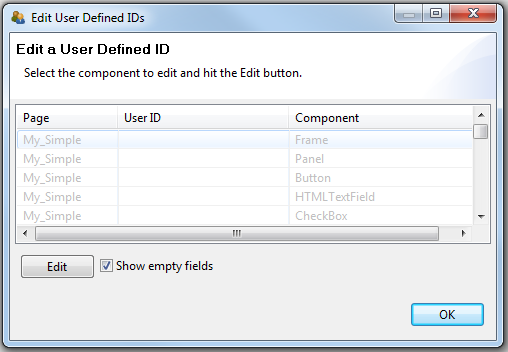 Edit User Defined IDs
Edit a User Defined ID
Select the component to edit and hit the Edit button.
Page User ID Component
My_Simple Frame
My_Simple Panel
My_Simple Button
My_Simple HTMLTextField
My_Simple CheckBox
Edit Show empty fields
OK